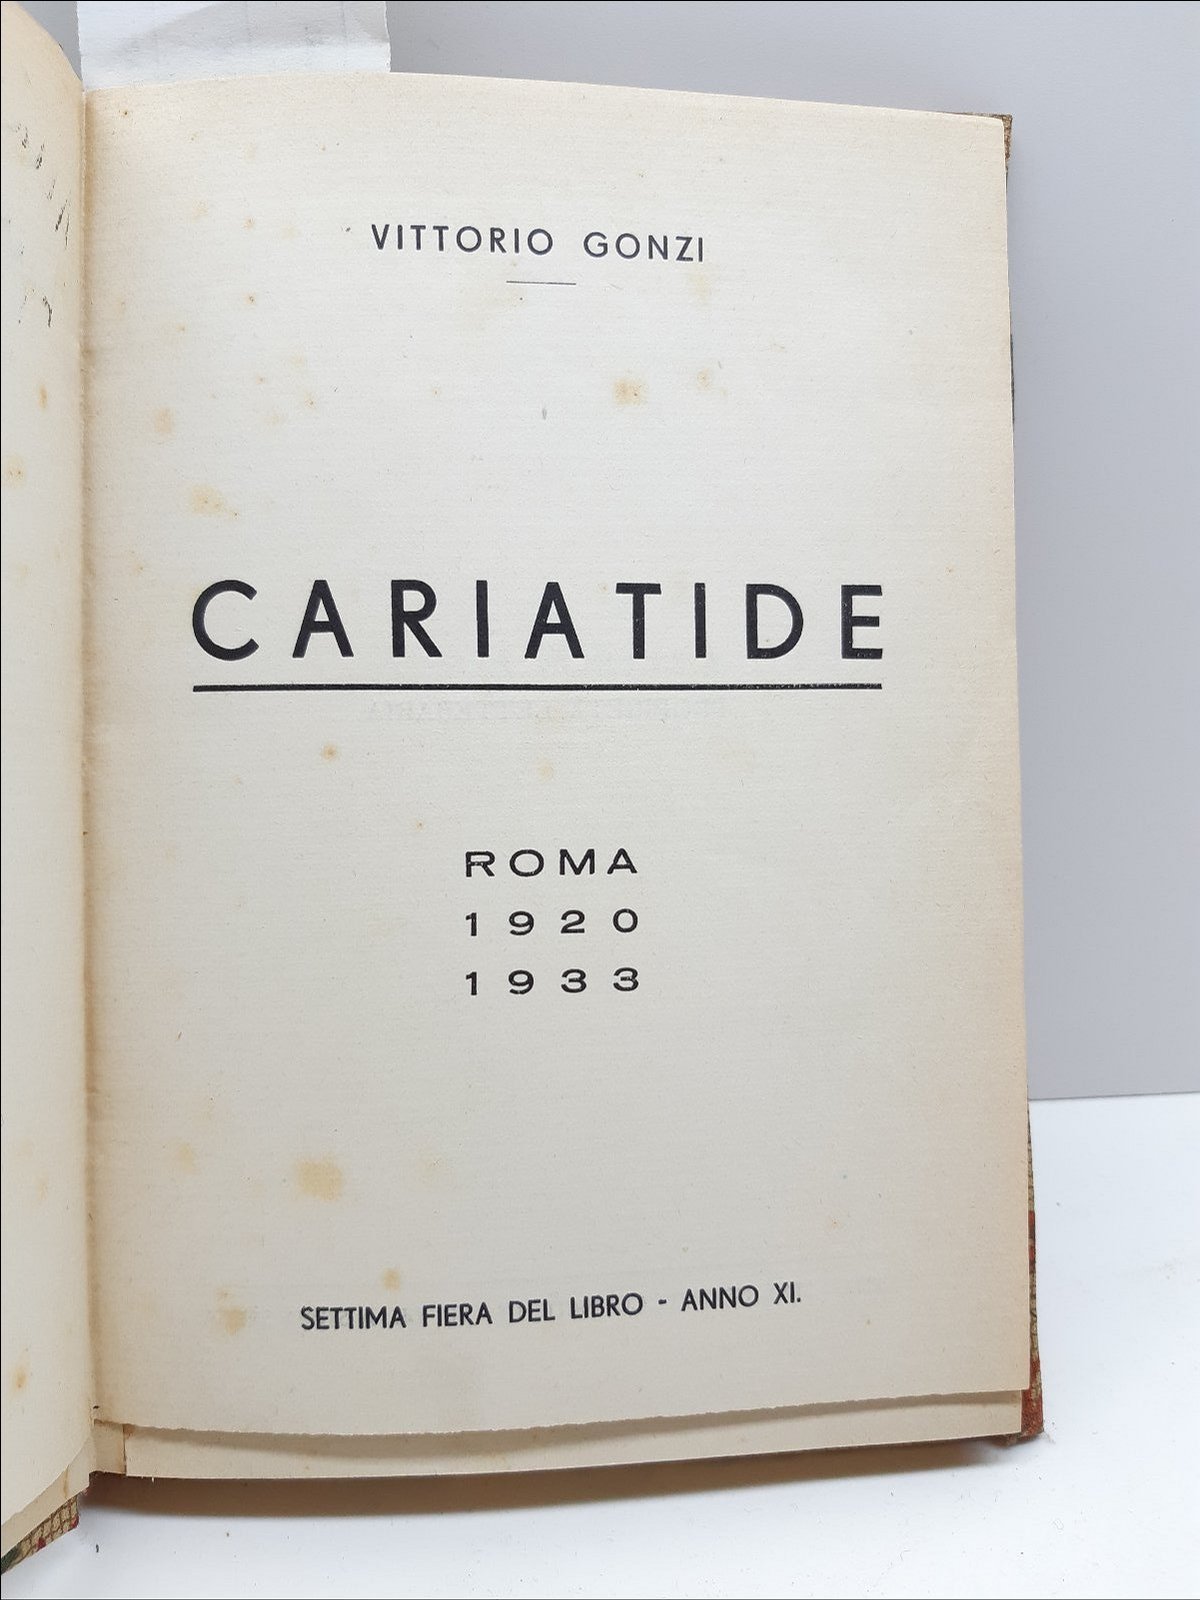 VITTORIO GONZI
CARIATIDE
ROMA
1920
1933
SETTIMA FIERA DEL LIBRO - ANNO XI.